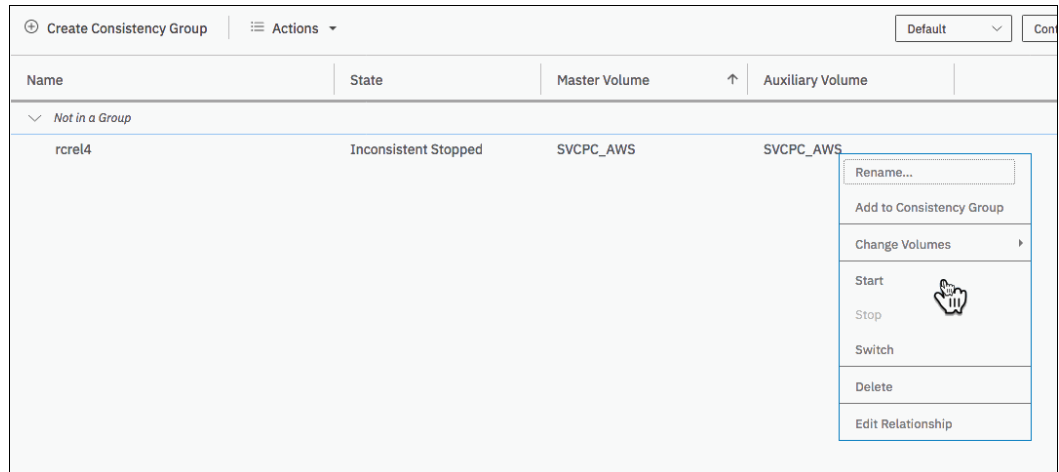 Create Consistency Group Actions Default
Name State Master Volume Auxiliary Volume
Not in a Group
rcrel4 Inconsistent Stopped SVCPC_AWS SVCPC_AWS
Rename...
Add to Consistency Group
Change Volumes
Start
Stop
Switch
Delete
Edit Relationship